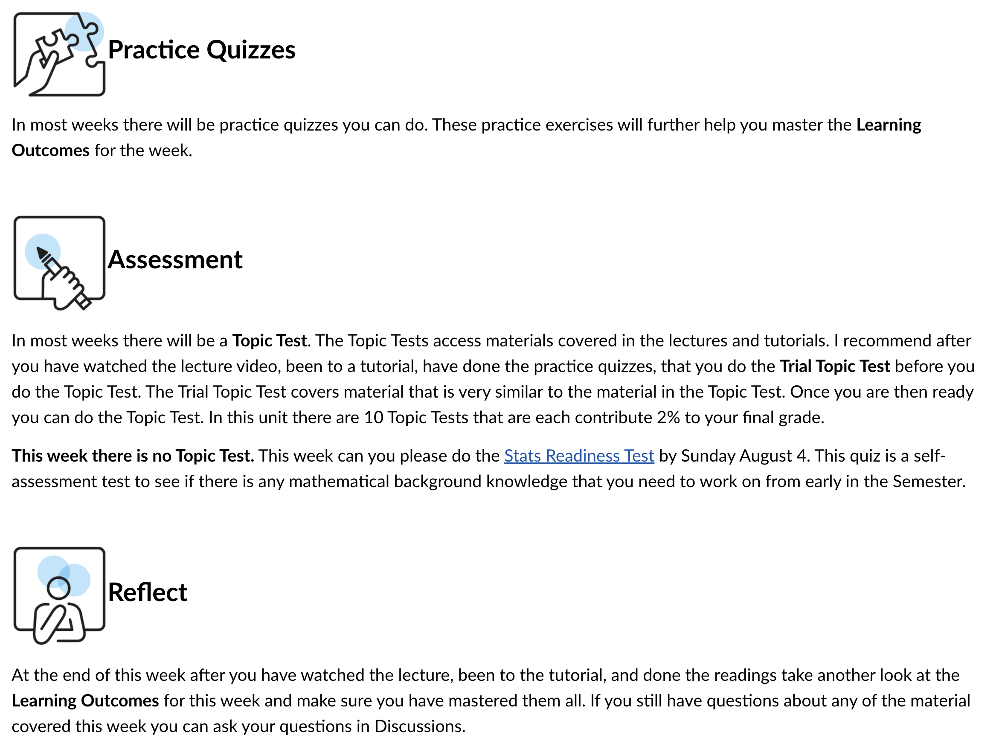 Practice Quizzes
In most weeks there will be practice quizzes you can do. These practice exercises will further help you master the Learning
Outcomes for the week.
Assessment
In most weeks there will be a Topic Test. The Topic Tests access materials covered in the lectures and tutorials. I recommend after
you have watched the lecture video, been to a tutorial, have done the practice quizzes, that you do the Trial Topic Test before you
do the Topic Test. The Trial Topic Test covers material that is very similar to the material in the Topic Test. Once you are then ready
you can do the Topic Test. In this unit there are 10 Topic Tests that are each contribute 2% to your final grade.
This week there is no Topic Test. This week can you please do the Stats Readiness Test by Sunday August 4. This quiz is a self-
assessment test to see if there is any mathematical background knowledge that you need to work on from early in the Semester.
Reflect
At the end of this week after you have watched the lecture, been to the tutorial, and done the readings take another look at the
Learning Outcomes for this week and make sure you have mastered them all. If you still have questions about any of the material
covered this week you can ask your questions in Discussions.